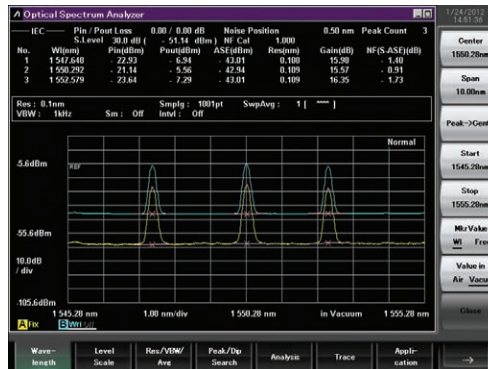 Optical Spectrum Analyzer
1/24/2012
14:51:36
IEC Pin / Pout Loss 0.00 / 0.00 dB Noise Position 0.50 nm Peak Count 3
S.Level 30.0 dB ( - 51.14 dBm ) NF Cal 1.000
No. Wl(nm) Pin(dBm) Pout(dBm) ASE(dBm) Res(nm) Gain(dB) NF(S-ASE)(dB)
1 1 547.648 - 22.93 - 6.94 - 43.01 0.108 15.98 - 1.40
2 1 550.292 - 21.14 - 5.56 - 42.94 0.109 15.57 - 0.91
3 1 552.579 - 23.64 - 7.29 - 43.01 0.109 16.35 - 1.73
Res : 0.1nm Smplg : 1001pt SwpAvg : 1 [ ]
VBW : 1kHz Sm : Off Intvl : Off
Normal
-5.6dBm
REF
-55.6dBm
10.0dB
/ div
-105.6dBm
1 545.28 nm 1.00 nm/div 1 550.28 nm in Vacuum 1 555.28 nm
A Fix B Wri
Center
1550.28nm
Span
10.00nm
Peak->Cent
Start
1545.28nm
Stop
1555.28nm
MkrValue
Wl Fre
Value in
Air Vacu
Close
Wave-
length
Level
Scale
Res/VBW/
Avg
Peak/Dip
Search
Analysis
Trace
Appli-
cation
→